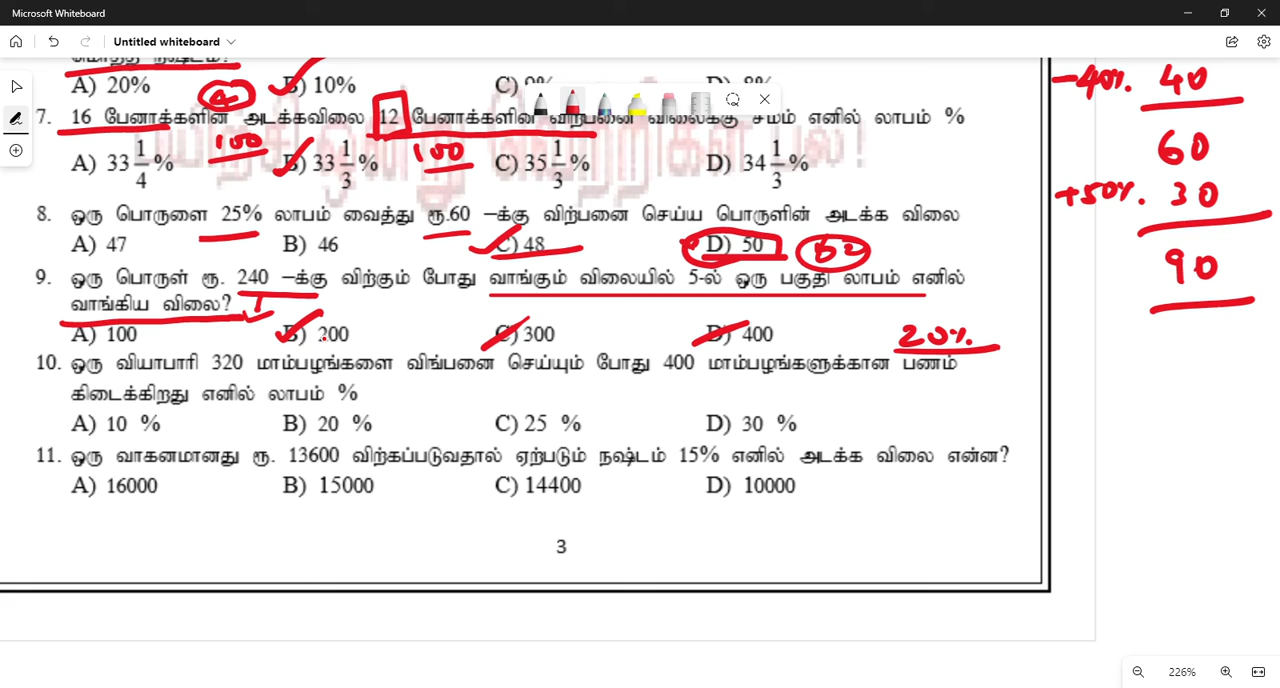 Microsoft Whiteboard
Untitled whiteboard
மொத்த நஷ்டம்?
A) 20% B) 10% C) 9% D) 8%
-40% 40
7. 16 பேனாக்களின் அடக்கவிலை 12 பேனாக்களின் விற்பனை விலைக்கு சமம் எனில் லாபம் %
4
100
100
60
A) 33 1/4 % B) 33 1/3 % C) 35 1/3 % D) 34 1/3 %
+50% 30
8. ஒரு பொருளை 25% லாபம் வைத்து ரூ.60 –க்கு விற்பனை செய்ய பொருளின் அடக்க விலை
A) 47 B) 46 C) 48 D) 50
90
9. ஒரு பொருள் ரூ. 240 –க்கு விற்கும் போது வாங்கும் விலையில் 5-ல் ஒரு பகுதி லாபம் எனில்
வாங்கிய விலை?
A) 100 B) 200 C) 300 D) 400
20%
10. ஒரு வியாபாரி 320 மாம்பழங்களை விங்பனை செய்யும் போது 400 மாம்பழங்களுக்கான பணம்
கிடைக்கிறது எனில் லாபம் %
A) 10 % B) 20 % C) 25 % D) 30 %
11. ஒரு வாகனமானது ரூ. 13600 விற்கப்படுவதால் ஏற்படும் நஷ்டம் 15% எனில் அடக்க விலை என்ன?
A) 16000 B) 15000 C) 14400 D) 10000
3
226%